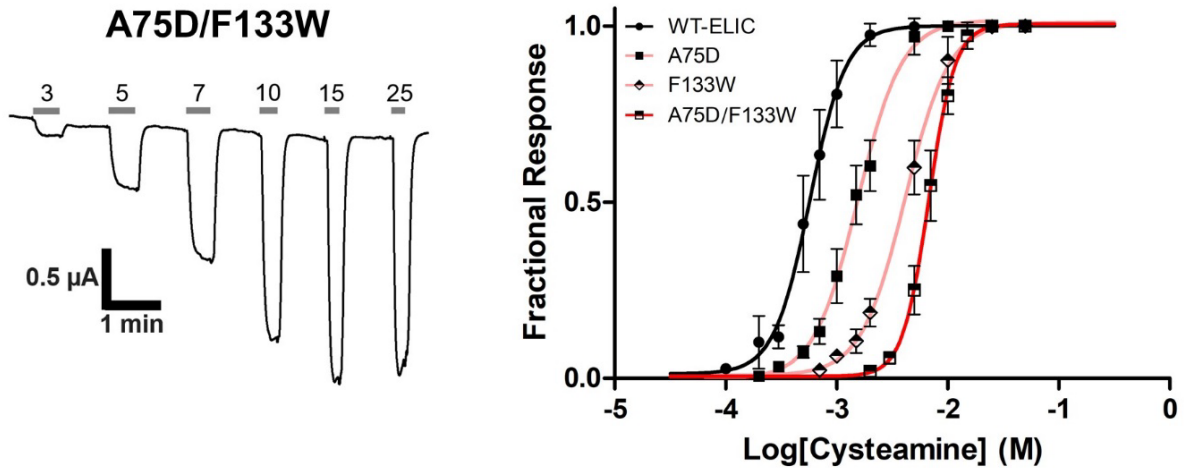 A75D/F133W
3 5 7 10 15 25
0.5 µA
1 min
Fractional Response
1.0
0.5
0.0
WT-ELIC
A75D
F133W
A75D/F133W
-5 -4 -3 -2 -1 0
Log[Cysteamine] (M)